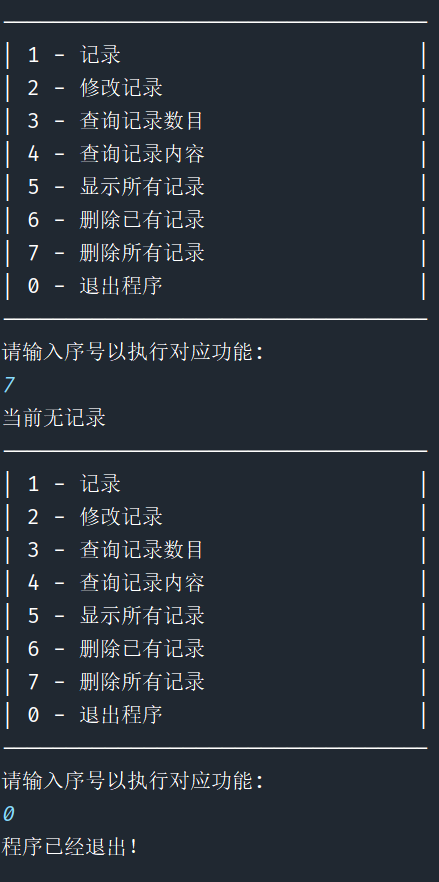 | 1 - 记录 |
| 2 - 修改记录 |
| 3 - 查询记录数目 |
| 4 - 查询记录内容 |
| 5 - 显示所有记录 |
| 6 - 删除已有记录 |
| 7 - 删除所有记录 |
| 0 - 退出程序 |
请输入序号以执行对应功能:
7
当前无记录
| 1 - 记录 |
| 2 - 修改记录 |
| 3 - 查询记录数目 |
| 4 - 查询记录内容 |
| 5 - 显示所有记录 |
| 6 - 删除已有记录 |
| 7 - 删除所有记录 |
| 0 - 退出程序 |
请输入序号以执行对应功能:
0
程序已经退出!